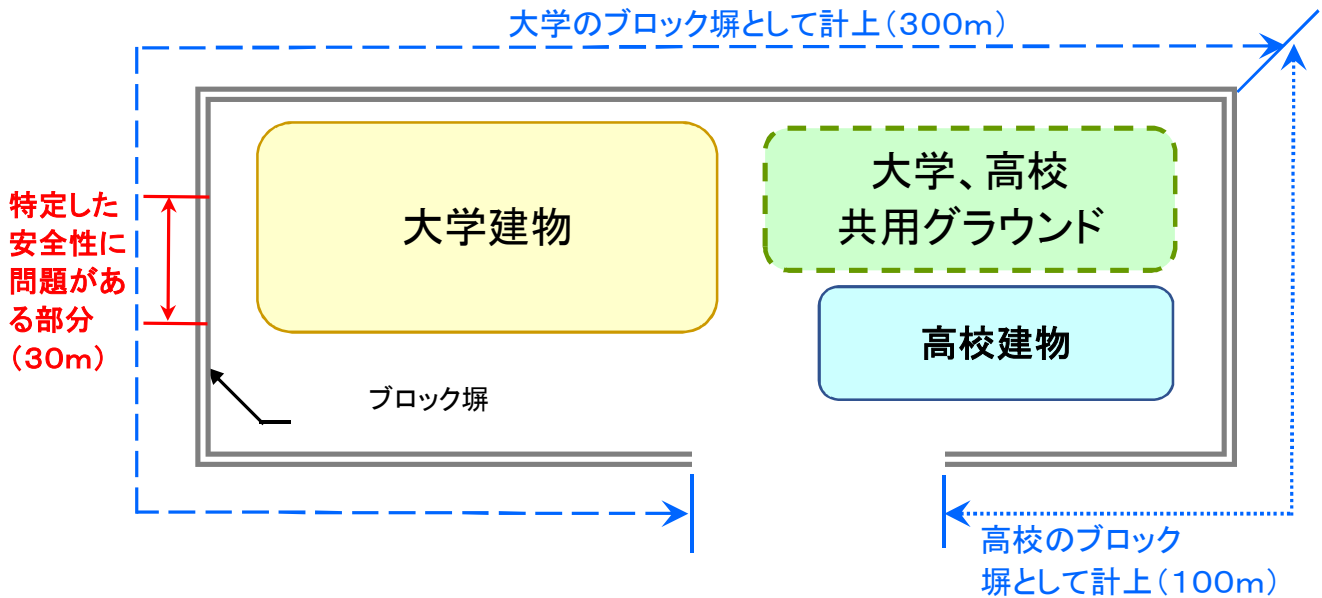 大学のブロック塀として計上（３００ｍ）
大学建物
大学、高校
共用グラウンド
特定した
安全性に
問題があ
る部分
（３０ｍ）
高校建物
ブロック塀
高校のブロック
塀として計上（１００ｍ）